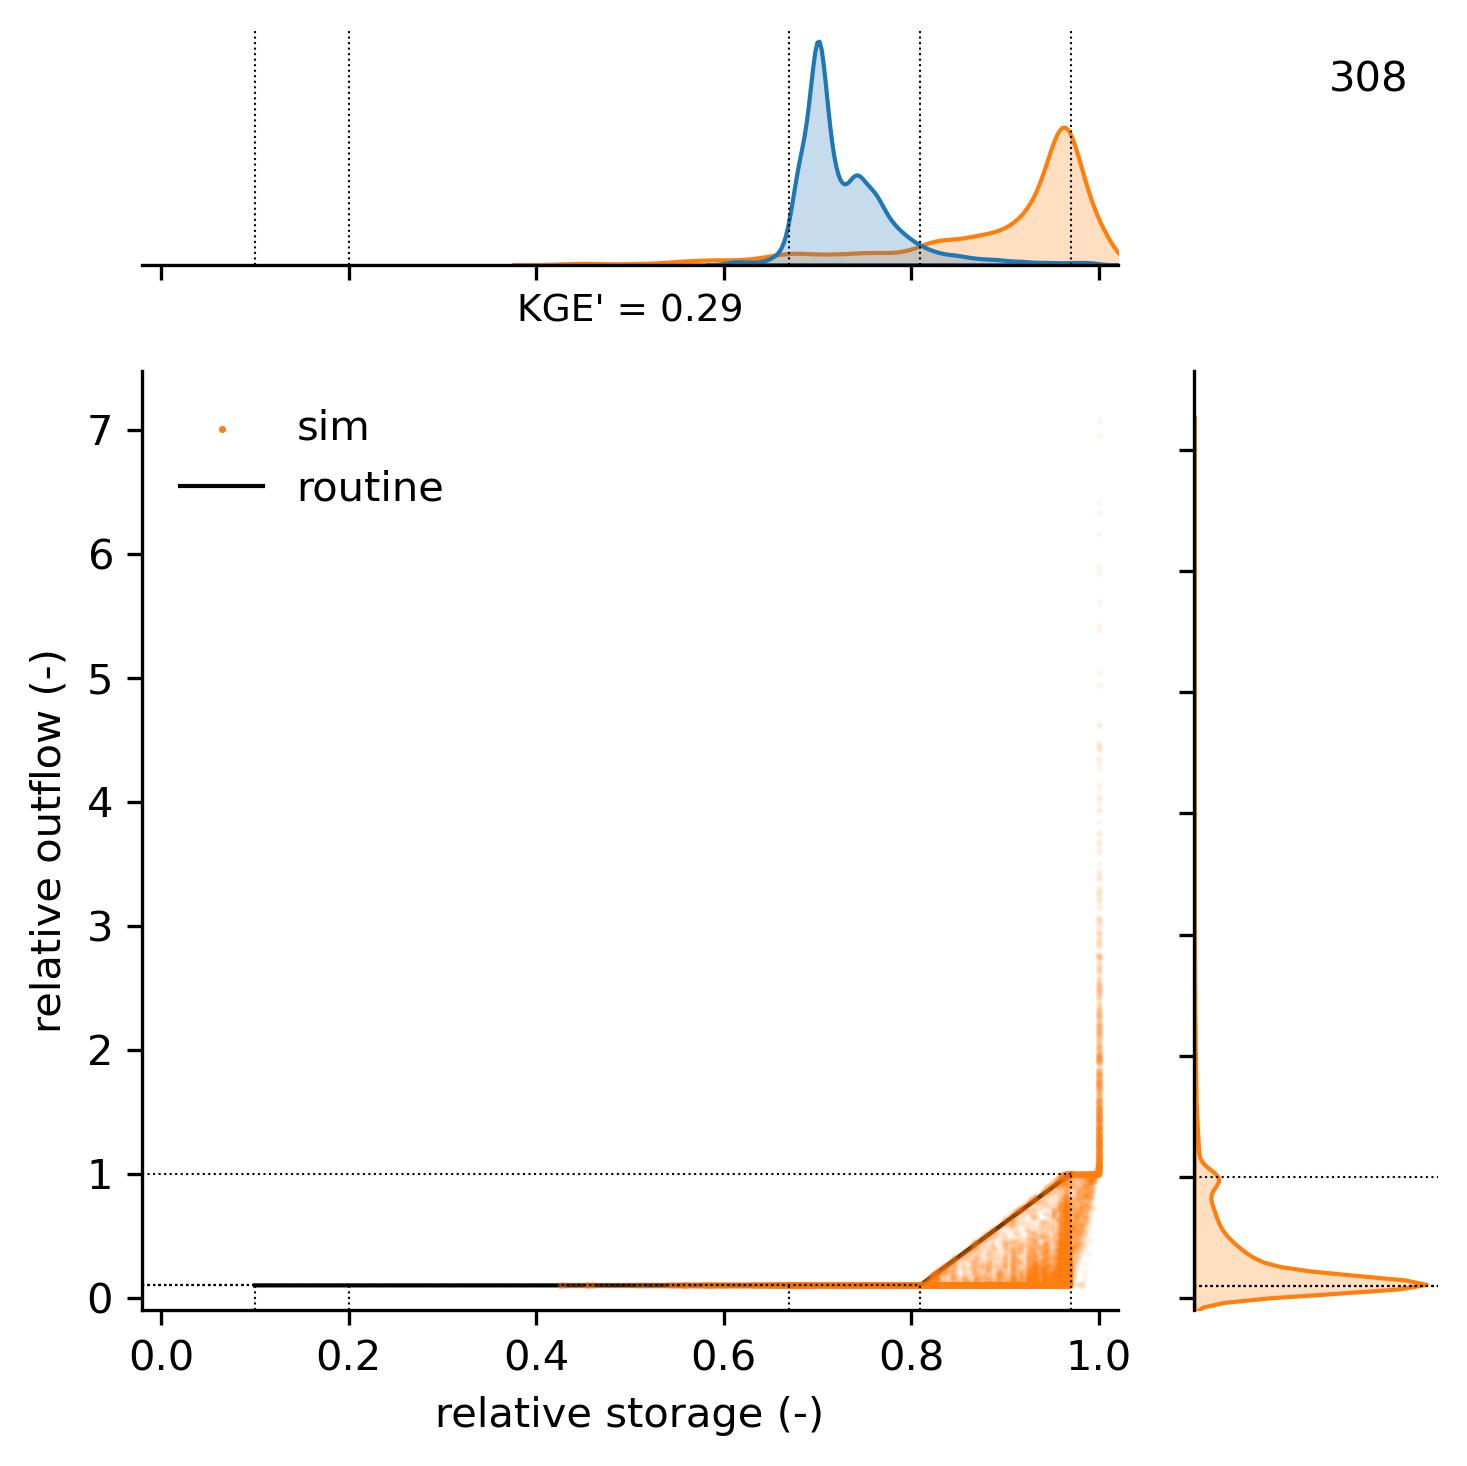 308
KGE' = 0.29
sim
routine
7
6
5
4
3
2
1
0
relative outflow (-)
0.0 0.2 0.4 0.6 0.8 1.0
relative storage (-)